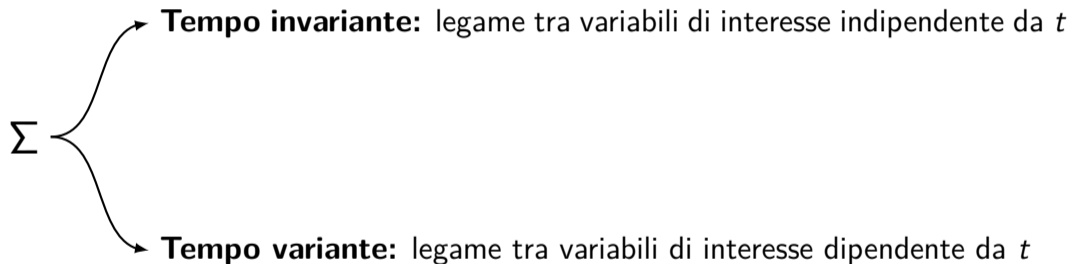 Tempo invariante: legame tra variabili di interesse indipendente da t
Σ
Tempo variante: legame tra variabili di interesse dipendente da t